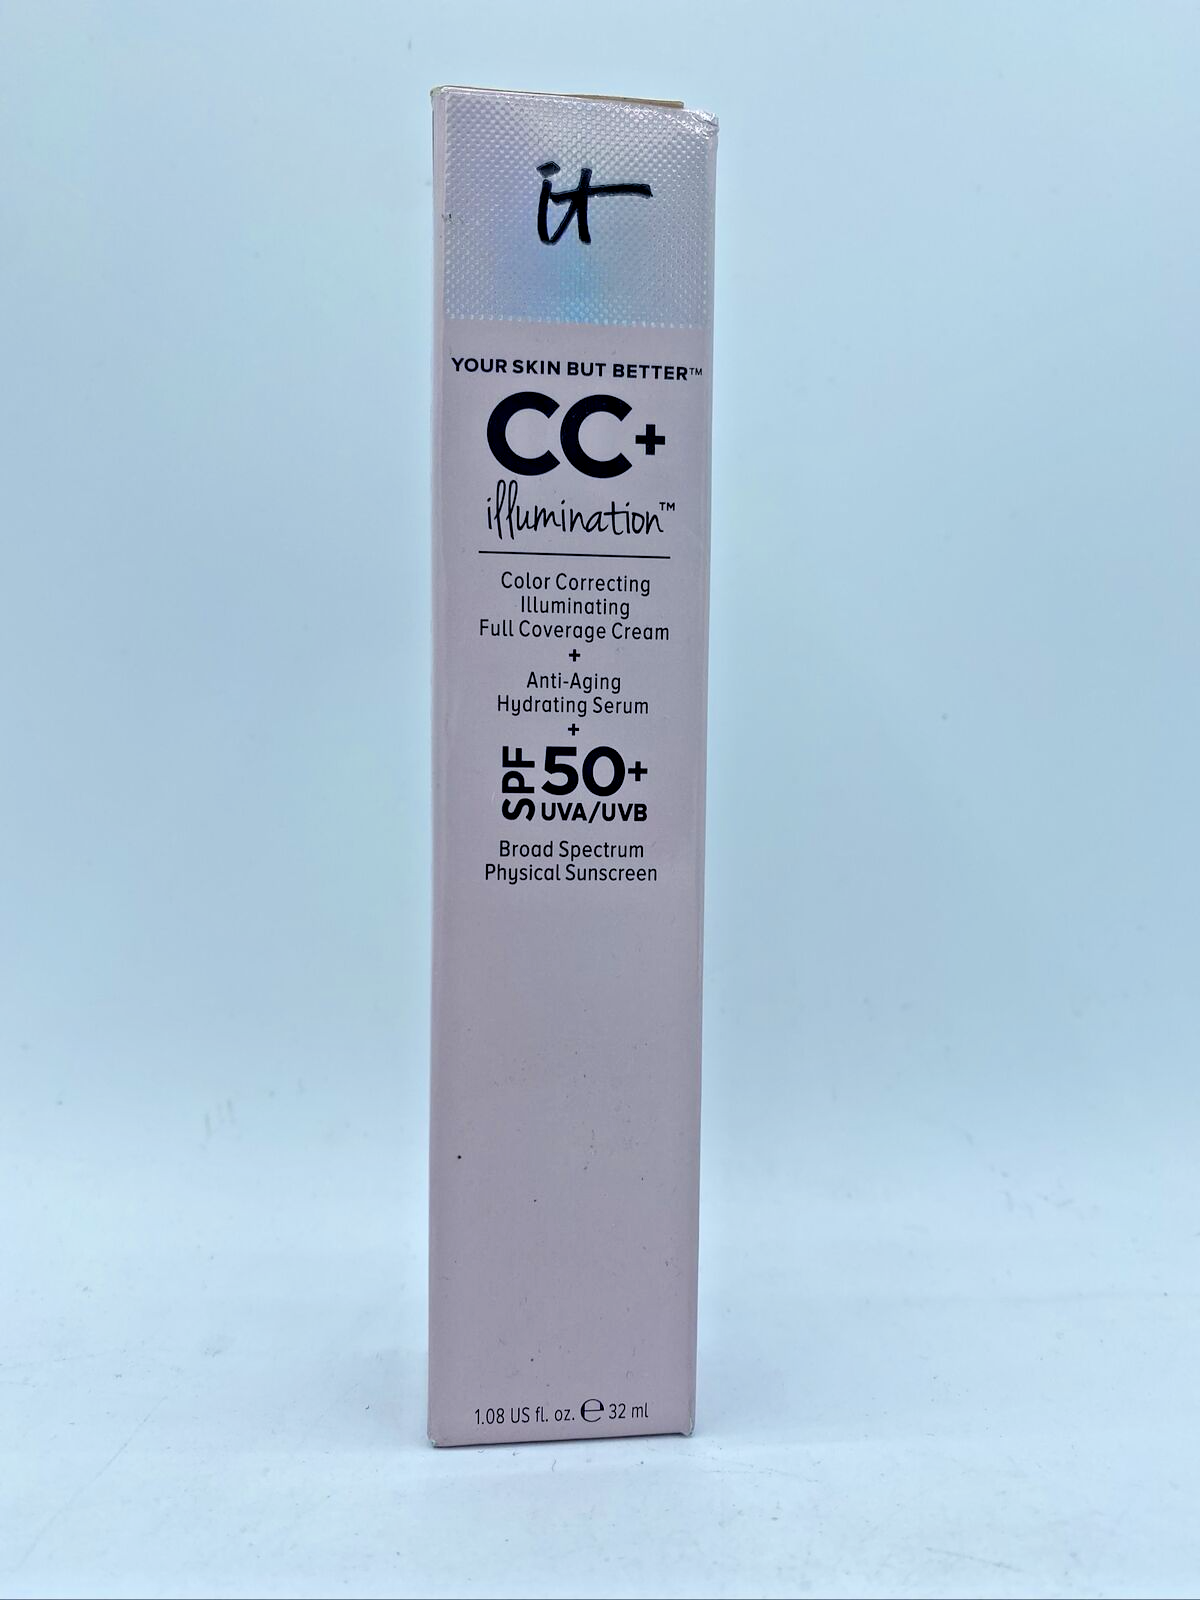 it
YOUR SKIN BUT BETTER™
CC+
illumination™
Color Correcting
Illuminating
Full Coverage Cream
+
Anti-Aging
Hydrating Serum
+
SPF 50+
UVA/UVB
Broad Spectrum
Physical Sunscreen
1.08 US fl. oz. ℮ 32 ml